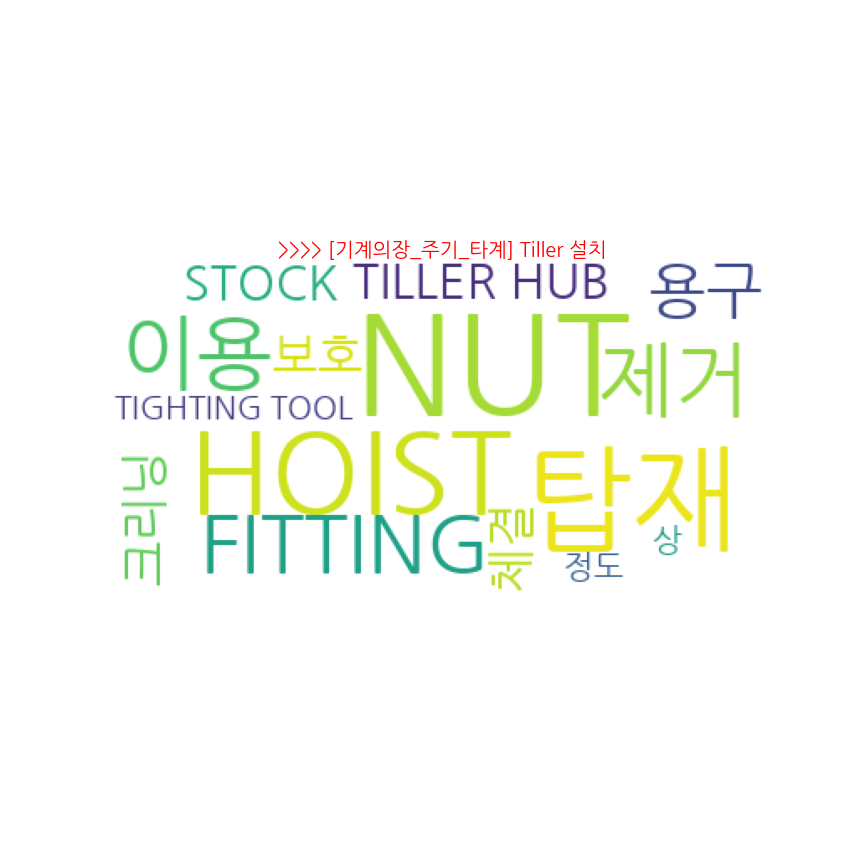 >>>> [기계의장_주기_타계] Tiller 설치
STOCK TILLER HUB 용구
이용 보호 NUT 제거
TIGHTING TOOL
크리닝 HOIST 탑재
FITTING 체결 정도 상